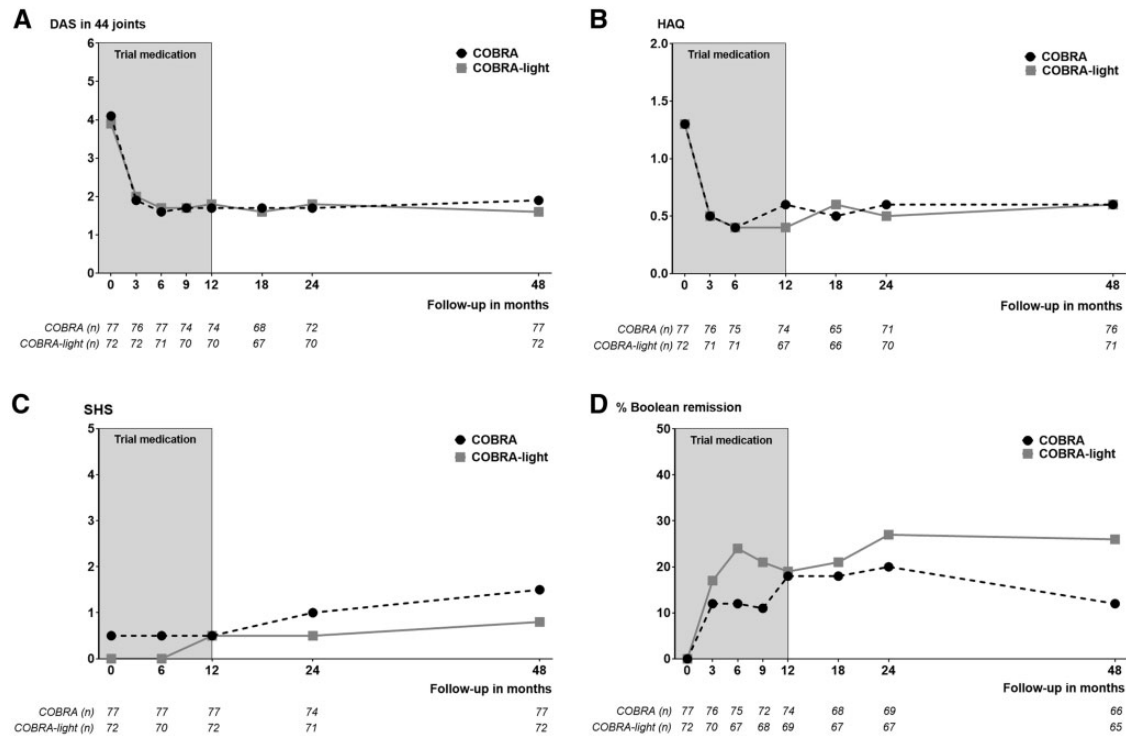 A
DAS in 44 joints
6
5
4
3
2
1
0
Trial medication
COBRA
COBRA-light
0 3 6 9 12 18 24 48
Follow-up in months
COBRA (n) 77 76 77 74 74 68 72 77
COBRA-light (n) 72 72 71 70 70 67 70 72
B
HAQ
2.0
1.5
1.0
0.5
0.0
Trial medication
COBRA
COBRA-light
0 3 6 12 18 24 48
Follow-up in months
COBRA (n) 77 76 75 74 65 71 76
COBRA-light (n) 72 71 71 67 66 70 71
C
SHS
5
4
3
2
1
0
Trial medication
COBRA
COBRA-light
0 6 12 24 48
Follow-up in months
COBRA (n) 77 77 77 74 77
COBRA-light (n) 72 70 72 71 72
D
% Boolean remission
50
40
30
20
10
0
Trial medication
COBRA
COBRA-light
0 3 6 9 12 18 24 48
Follow-up in months
COBRA (n) 77 76 75 72 74 68 69 66
COBRA-light (n) 72 70 67 68 69 67 67 65